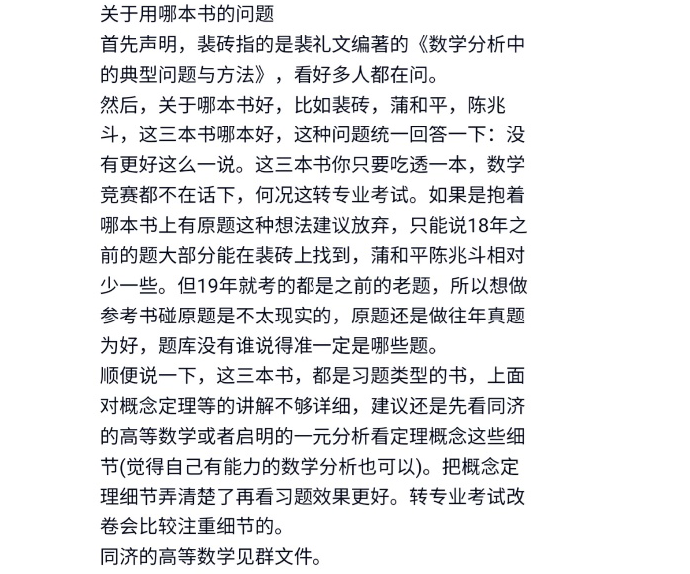 关于用哪本书的问题
首先声明，裴砖指的是裴礼文编著的《数学分析中
的典型问题与方法》，看好多人都在问。
然后，关于哪本书好，比如裴砖，蒲和平，陈兆
斗，这三本书哪本好，这种问题统一回答一下：没
有更好这么一说。这三本书你只要吃透一本，数学
竞赛都不在话下，何况这转专业考试。如果是抱着
哪本书上有原题这种想法建议放弃，只能说18年之
前的题大部分能在裴砖上找到，蒲和平陈兆斗相对
少一些。但19年就考的都是之前的老题，所以想做
参考书碰原题是不太现实的，原题还是做往年真题
为好，题库没有谁说得准一定是哪些题。
顺便说一下，这三本书，都是习题类型的书，上面
对概念定理等的讲解不够详细，建议还是先看同济
的高等数学或者启明的一元分析看定理概念这些细
节(觉得自己有能力的数学分析也可以)。把概念定
理细节弄清楚了再看习题效果更好。转专业考试改
卷会比较注重细节的。
同济的高等数学见群文件。